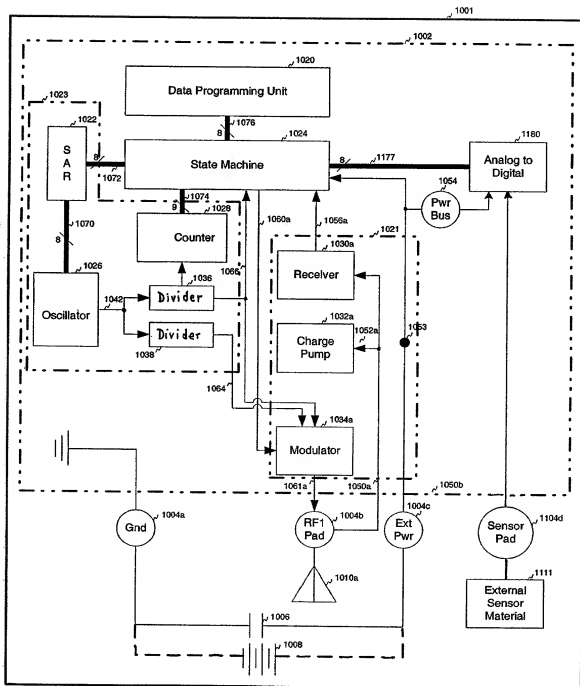 1001
1002
1020
Data Programming Unit
1023
1022
8
1076
1024
1180
S
A
R
8
1072
State Machine
8
1177
Analog to
Digital
1074
9
1028
1060a
1056a
1054
Pwr
Bus
1070
8
Counter
1066
1021
1030a
Receiver
1026
1036
1042
Divider
Oscillator
1032a
Charge
Pump
1052a
1053
Divider
1038
1064
1034a
Modulator
1061a
1050a
1050b
1004a
Gnd
RF1
Pad
1004b
1004c
Ext
Pwr
1104d
Sensor
Pad
1010a
1111
External
Sensor
Material
1006
1008